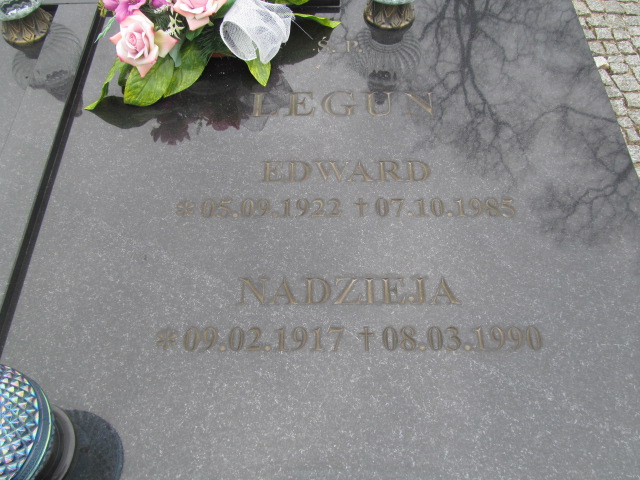 Ś.P.
LEGUN
EDWARD
*05.09.1922 †07.10.1985
NADZIEJA
*09.02.1917 †08.03.1990